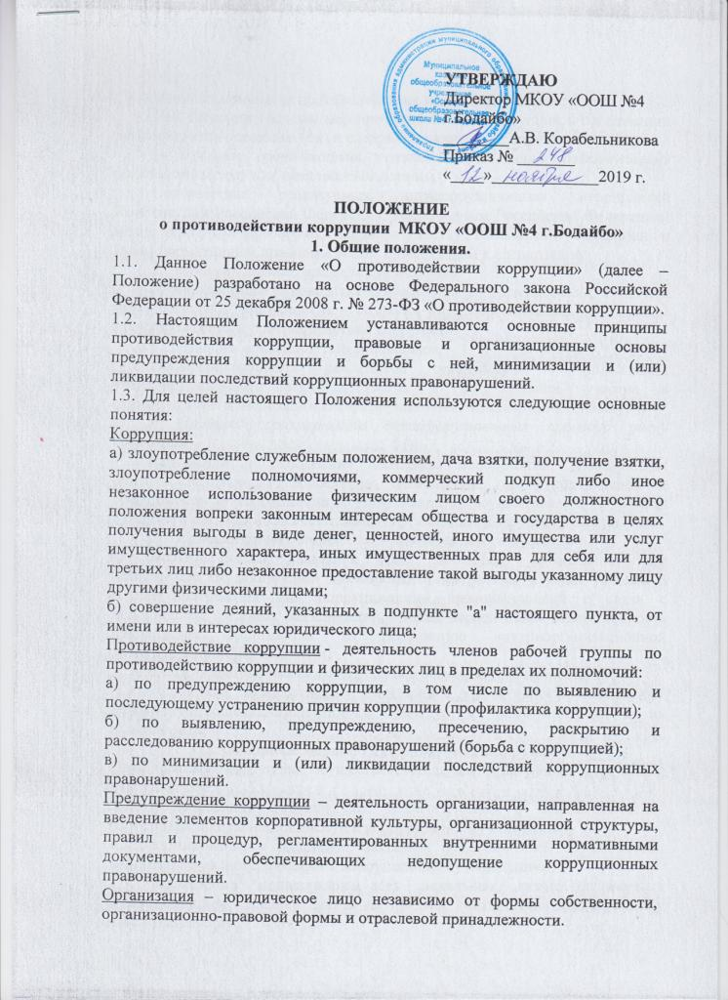 УТВЕРЖДАЮ
Директор МКОУ «ООШ №4
г.Бодайбо»
________А.В. Корабельникова
Приказ № 248
«12» ноября 2019 г.
Муниципальное
казённое
общеобразовательное
учреждение
общеобразовательная
школа №4
ПОЛОЖЕНИЕ
о противодействии коррупции МКОУ «ООШ №4 г.Бодайбо»
1. Общие положения.
1.1. Данное Положение «О противодействии коррупции» (далее –
Положение) разработано на основе Федерального закона Российской
Федерации от 25 декабря 2008 г. № 273-ФЗ «О противодействии коррупции».
1.2. Настоящим Положением устанавливаются основные принципы
противодействия коррупции, правовые и организационные основы
предупреждения коррупции и борьбы с ней, минимизации и (или)
ликвидации последствий коррупционных правонарушений.
1.3. Для целей настоящего Положения используются следующие основные
понятия:
Коррупция:
а) злоупотребление служебным положением, дача взятки, получение взятки,
злоупотребление полномочиями, коммерческий подкуп либо иное
незаконное использование физическим лицом своего должностного
положения вопреки законным интересам общества и государства в целях
получения выгоды в виде денег, ценностей, иного имущества или услуг
имущественного характера, иных имущественных прав для себя или для
третьих лиц либо незаконное предоставление такой выгоды указанному лицу
другими физическими лицами;
б) совершение деяний, указанных в подпункте "а" настоящего пункта, от
имени или в интересах юридического лица;
Противодействие коррупции - деятельность членов рабочей группы по
противодействию коррупции и физических лиц в пределах их полномочий:
а) по предупреждению коррупции, в том числе по выявлению и
последующему устранению причин коррупции (профилактика коррупции);
б) по выявлению, предупреждению, пресечению, раскрытию и
расследованию коррупционных правонарушений (борьба с коррупцией);
в) по минимизации и (или) ликвидации последствий коррупционных
правонарушений.
Предупреждение коррупции – деятельность организации, направленная на
введение элементов корпоративной культуры, организационной структуры,
правил и процедур, регламентированных внутренними нормативными
документами, обеспечивающих недопущение коррупционных
правонарушений.
Организация – юридическое лицо независимо от формы собственности,
организационно-правовой формы и отраслевой принадлежности.